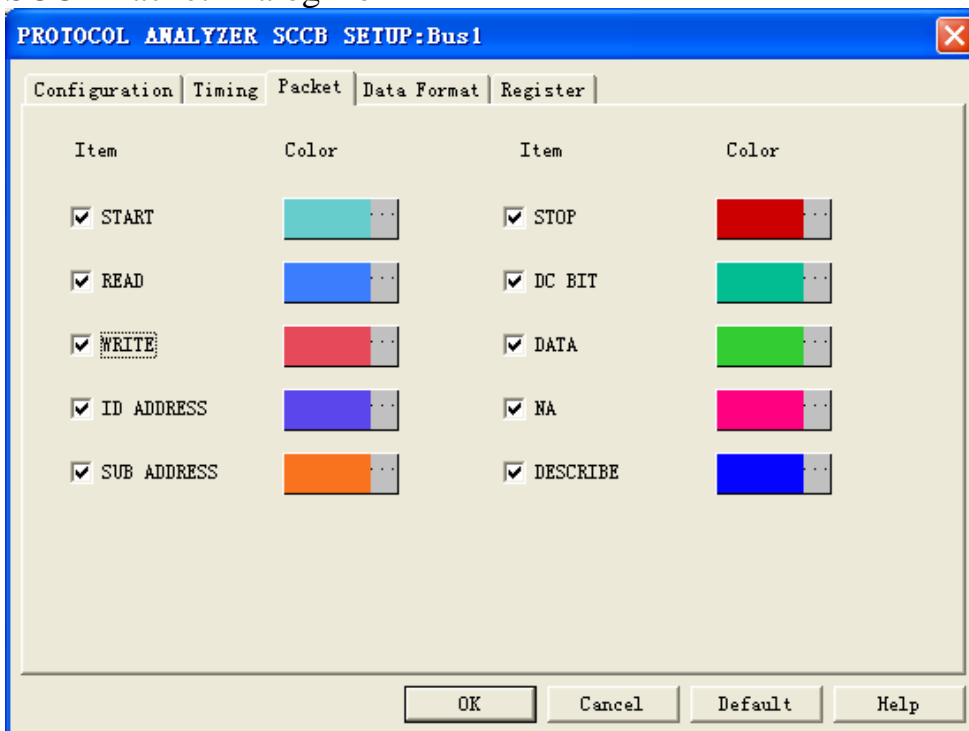 PROTOCOL ANALYZER SCCB SETUP:Bus1
Configuration Timing Packet Data Format Register
Item Color Item Color
START ... STOP ...
READ ... DC BIT ...
WRITE ... DATA ...
ID ADDRESS ... NA ...
SUB ADDRESS ... DESCRIBE ...
OK Cancel Default Help